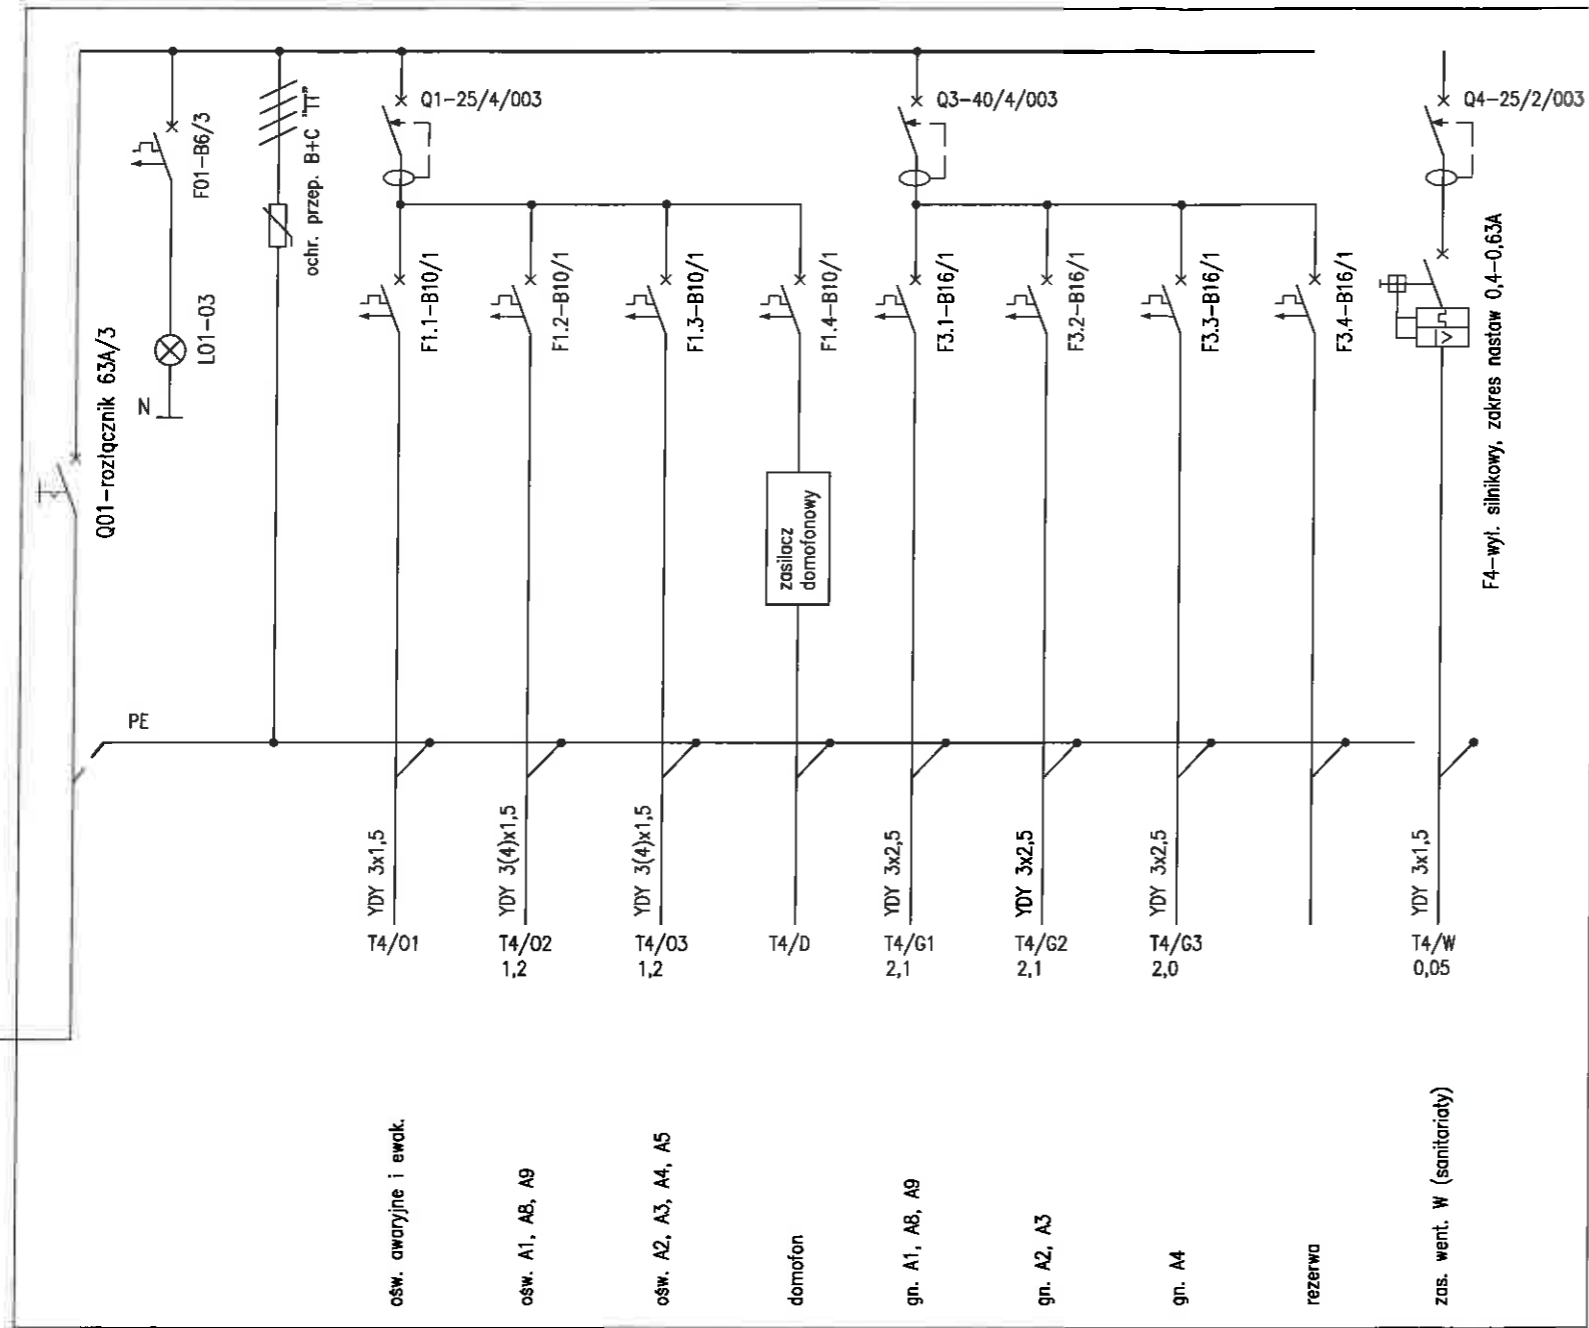 Q01-rozłącznik 63A/3
F01-B6/3
L01-03
N
ochr. przep. B+C "TT"
Q1-25/4/003
Q3-40/4/003
Q4-25/2/003
F1.1-B10/1
F1.2-B10/1
F1.3-B10/1
F1.4-B10/1
F3.1-B16/1
F3.2-B16/1
F3.3-B16/1
F3.4-B16/1
F4-wył. silnikowy, zakres nastaw 0,4-0,63A
zasilacz
domofonowy
PE
YDY 3x1,5
YDY 3(4)x1,5
YDY 3(4)x1,5
YDY 3x2,5
YDY 3x2,5
YDY 3x2,5
YDY 3x1,5
T4/O1
T4/O2
1,2
T4/O3
1,2
T4/D
T4/G1
2,1
T4/G2
2,1
T4/G3
2,0
T4/W
0,05
ośw. awaryjne i ewak.
ośw. A1, A8, A9
ośw. A2, A3, A4, A5
domofon
gn. A1, A8, A9
gn. A2, A3
gn. A4
rezerwa
zas. went. W (sanitariaty)